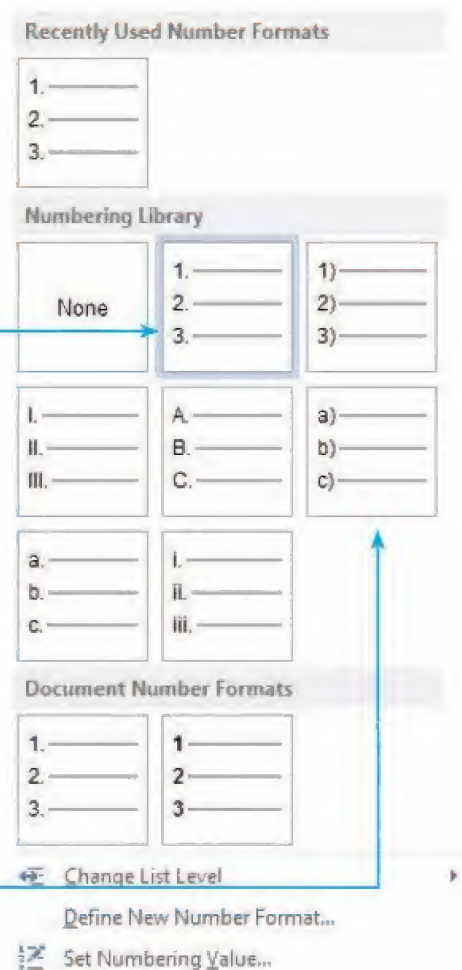 Recently Used Number Formats
1.
2.
3.
Numbering Library
None
1.
2.
3.
1)
2)
3)
I.
II.
III.
A.
B.
C.
a)
b)
c)
a.
b.
c.
i.
ii.
iii.
Document Number Formats
1.
2.
3.
1
2
3
Change List Level
Define New Number Format...
Set Numbering Value...